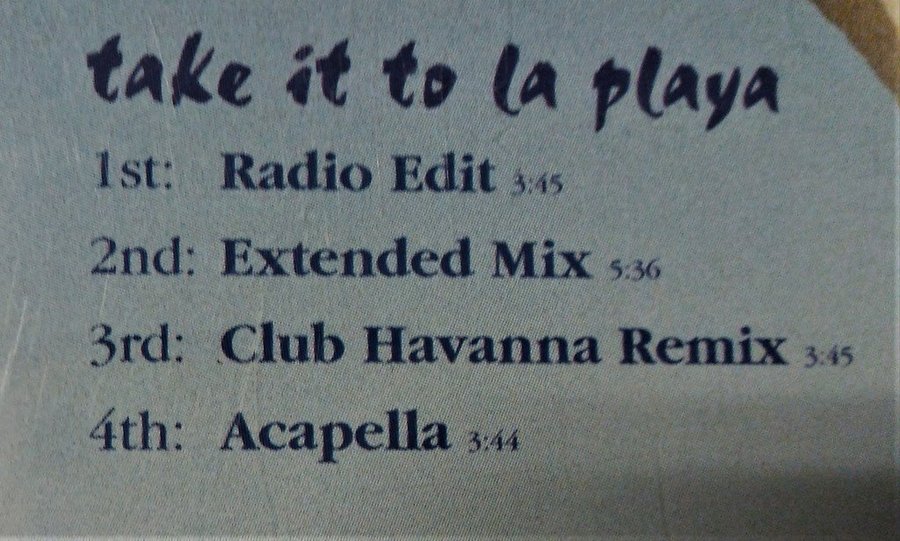 take it to la playa
1st: Radio Edit 3:45
2nd: Extended Mix 5:36
3rd: Club Havanna Remix 3:45
4th: Acapella 3:44